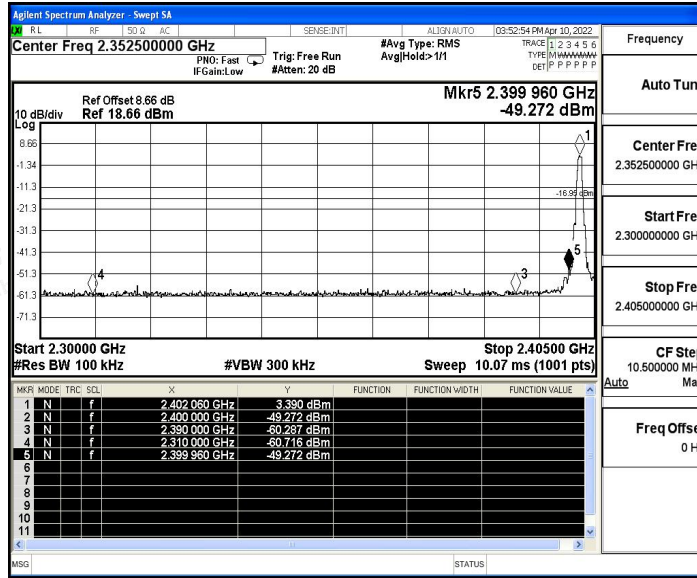 Agilent Spectrum Analyzer - Swept SA
LXI RL RF 50 Ω AC SENSE:INT ALIGN AUTO 03:52:54 PM Apr 10, 2022
Center Freq 2.352500000 GHz #Avg Type: RMS TRACE 1 2 3 4 5 6
PNO: Fast Trig: Free Run Avg|Hold:> 1/1 TYPE M WWWWW
IFGain:Low #Atten: 20 dB DET P P P P P P
Mkr5 2.399 960 GHz
Ref Offset 8.66 dB
10 dB/div Ref 18.66 dBm -49.272 dBm
Log
8.66
1
-1.34
-11.3
-16.95 dBm
-21.3
-31.3
-41.3
5
-51.3
4
3
-61.3
-71.3
Start 2.30000 GHz Stop 2.40500 GHz
#Res BW 100 kHz #VBW 300 kHz Sweep 10.07 ms (1001 pts)
MKR MODE TRC SCL X Y FUNCTION FUNCTION WIDTH FUNCTION VALUE
1 N f 2.402 060 GHz 3.390 dBm
2 N f 2.400 000 GHz -49.272 dBm
3 N f 2.390 000 GHz -60.287 dBm
4 N f 2.310 000 GHz -60.716 dBm
5 N f 2.399 960 GHz -49.272 dBm
6
7
8
9
10
11
MSG STATUS
Frequency
Auto Tun
Center Fre
2.352500000 GH
Start Fre
2.300000000 GH
Stop Fre
2.405000000 GH
CF Ste
10.500000 MH
Auto Ma
Freq Offse
0 H